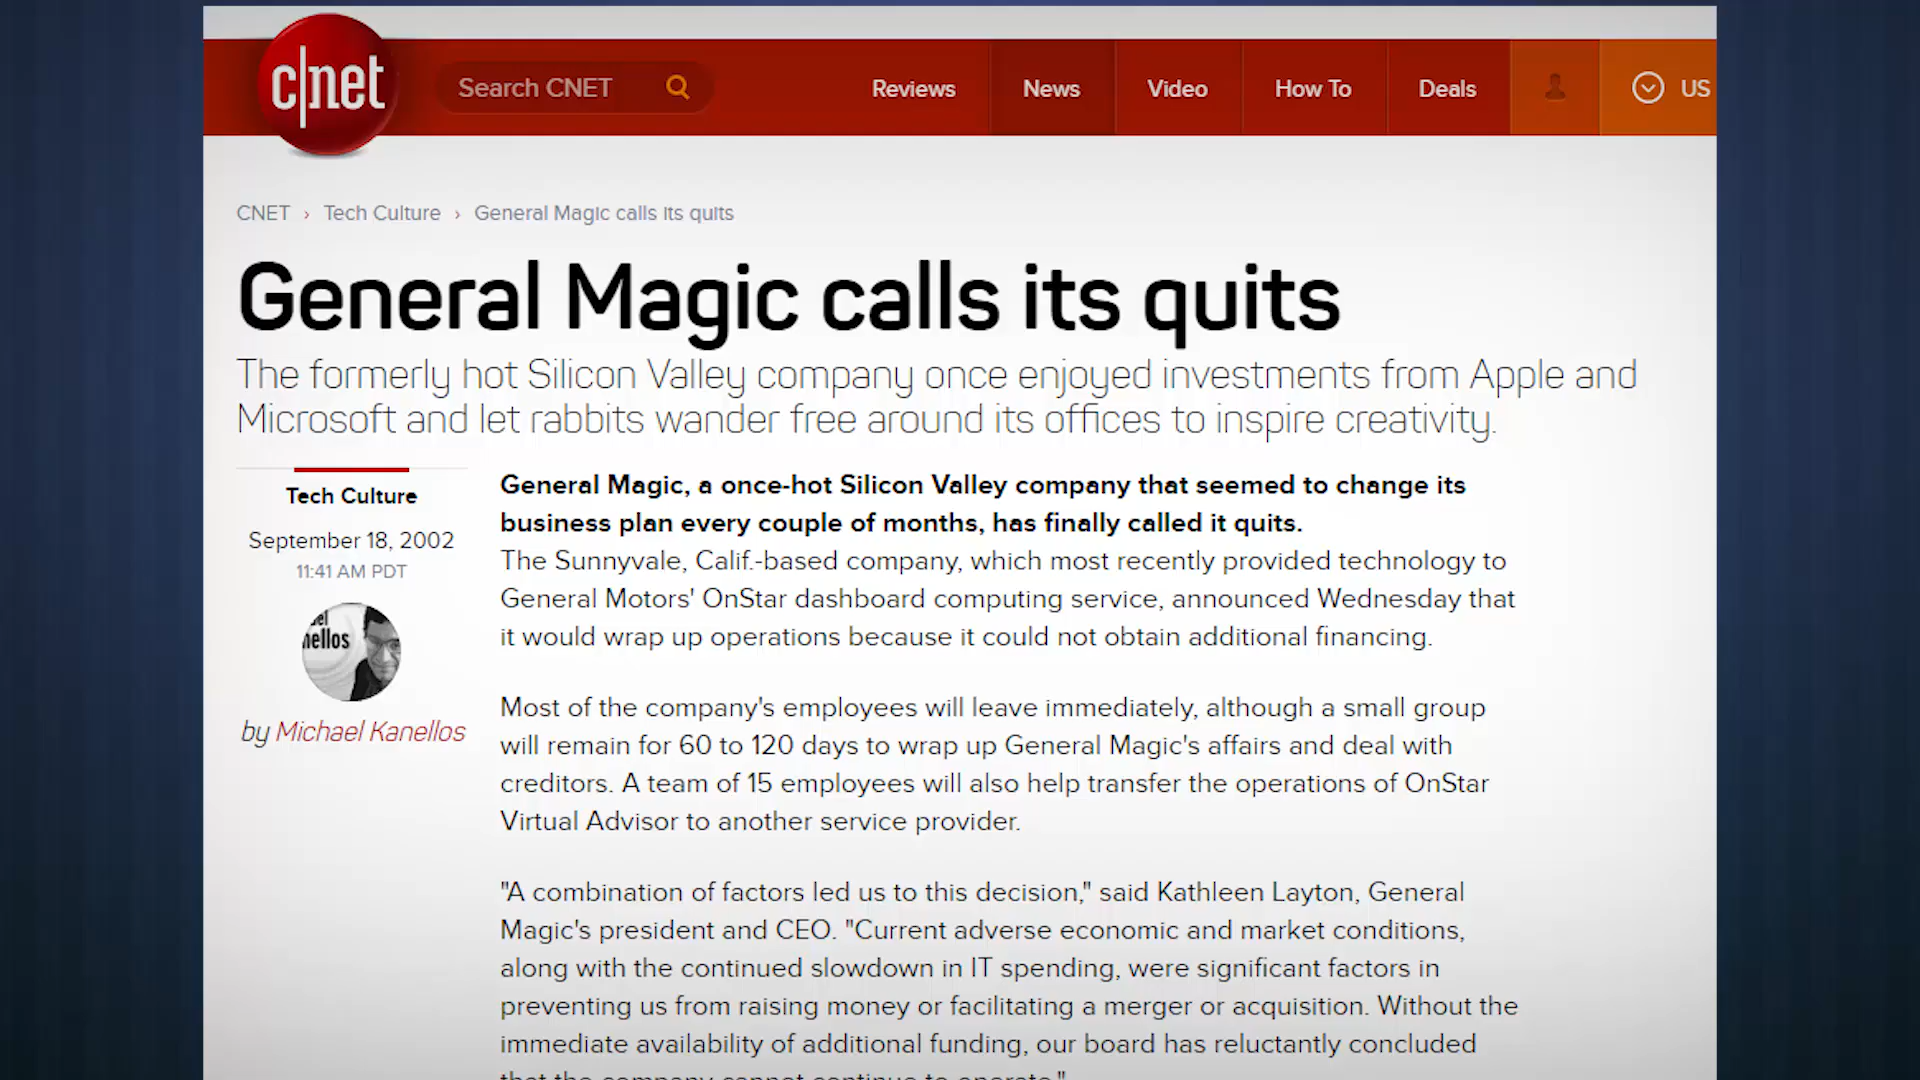 c|net
Search CNET
Reviews
News
Video
How To
Deals
US
CNET › Tech Culture › General Magic calls its quits
General Magic calls its quits
The formerly hot Silicon Valley company once enjoyed investments from Apple and
Microsoft and let rabbits wander free around its offices to inspire creativity.
Tech Culture
September 18, 2002
11:41 AM PDT
by Michael Kanellos
General Magic, a once-hot Silicon Valley company that seemed to change its
business plan every couple of months, has finally called it quits.
The Sunnyvale, Calif.-based company, which most recently provided technology to
General Motors' OnStar dashboard computing service, announced Wednesday that
it would wrap up operations because it could not obtain additional financing.
Most of the company's employees will leave immediately, although a small group
will remain for 60 to 120 days to wrap up General Magic's affairs and deal with
creditors. A team of 15 employees will also help transfer the operations of OnStar
Virtual Advisor to another service provider.
"A combination of factors led us to this decision," said Kathleen Layton, General
Magic's president and CEO. "Current adverse economic and market conditions,
along with the continued slowdown in IT spending, were significant factors in
preventing us from raising money or facilitating a merger or acquisition. Without the
immediate availability of additional funding, our board has reluctantly concluded
that the company cannot continue to operate."